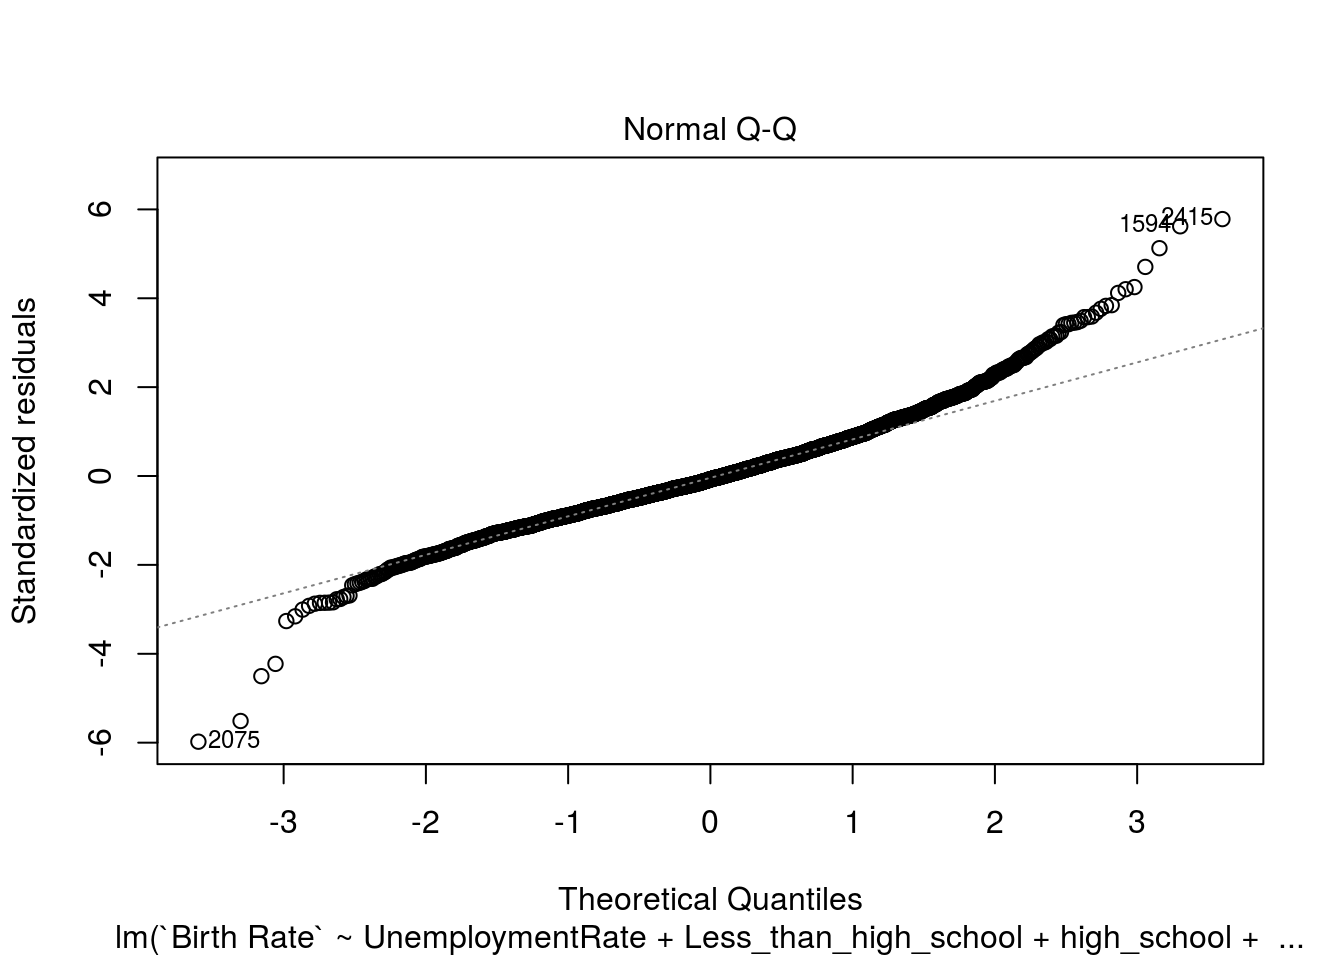 Normal Q-Q
Standardized residuals
6
4
2
0
-2
-4
-6
1594
2415
2075
-3 -2 -1 0 1 2 3
Theoretical Quantiles
lm(`Birth Rate` ~ UnemploymentRate + Less_than_high_school + high_school + ...